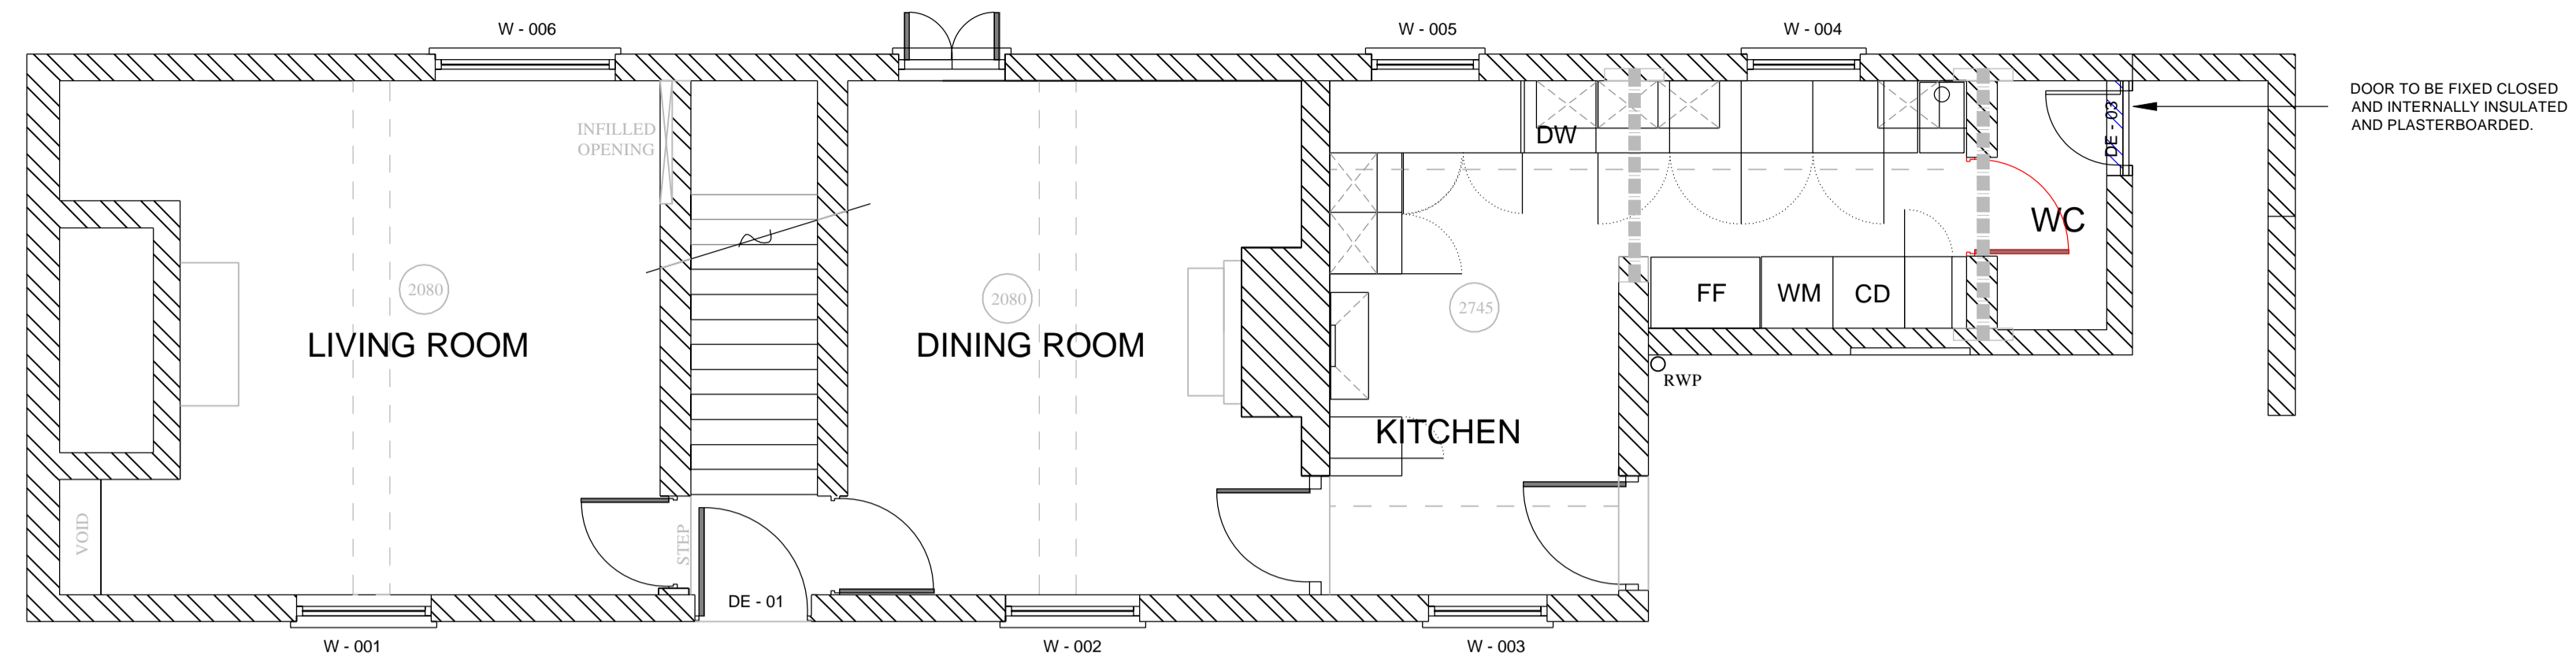 W - 006
W - 005
W - 004
DOOR TO BE FIXED CLOSED
AND INTERNALLY INSULATED
AND PLASTERBOARDED.
DE - 03
INFILLED
OPENING
DW
WC
2080
2080
2745
FF
WM
CD
LIVING ROOM
DINING ROOM
RWP
KITCHEN
VOID
STEP
DE - 01
W - 001
W - 002
W - 003